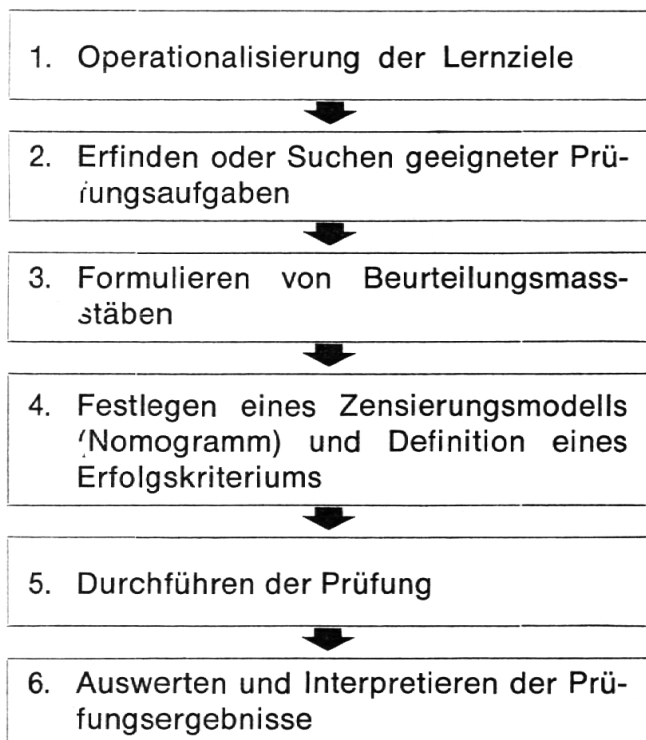 1. Operationalisierung der Lernziele
2. Erfinden oder Suchen geeigneter Prü-
fungsaufgaben
3. Formulieren von Beurteilungsmass-
stäben
4. Festlegen eines Zensierungsmodells
(Nomogramm) und Definition eines
Erfolgskriteriums
5. Durchführen der Prüfung
6. Auswerten und Interpretieren der Prü-
fungsergebnisse